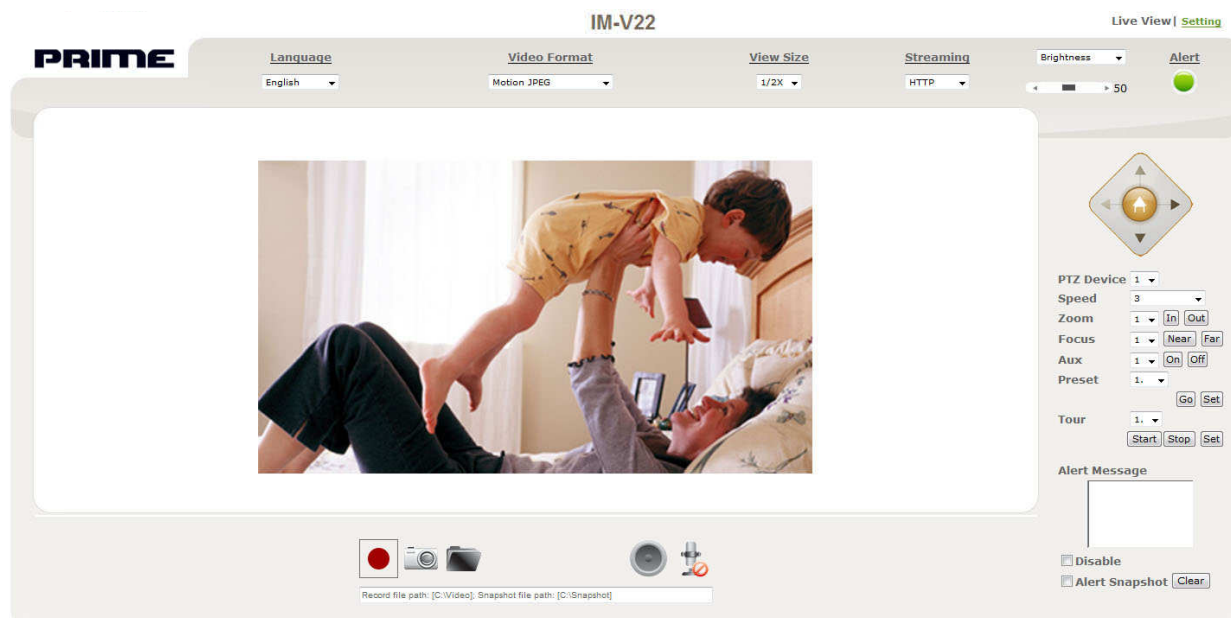 IM-V22
Live View| Setting
PRIME
Language
Video Format
View Size
Streaming
Brightness
Alert
English
Motion JPEG
1/2X
HTTP
50
PTZ Device 1
Speed 3
Zoom 1 In Out
Focus 1 Near Far
Aux 1 On Off
Preset 1.
Go Set
Tour 1.
Start Stop Set
Alert Message
Disable
Alert Snapshot Clear
Record file path: [C:\Video]; Snapshot file path: [C:\Snapshot]